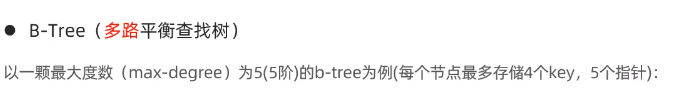 ● B-Tree（多路平衡查找树）
以一颗最大度数（max-degree）为5(5阶)的b-tree为例(每个节点最多存储4个key，5个指针)：